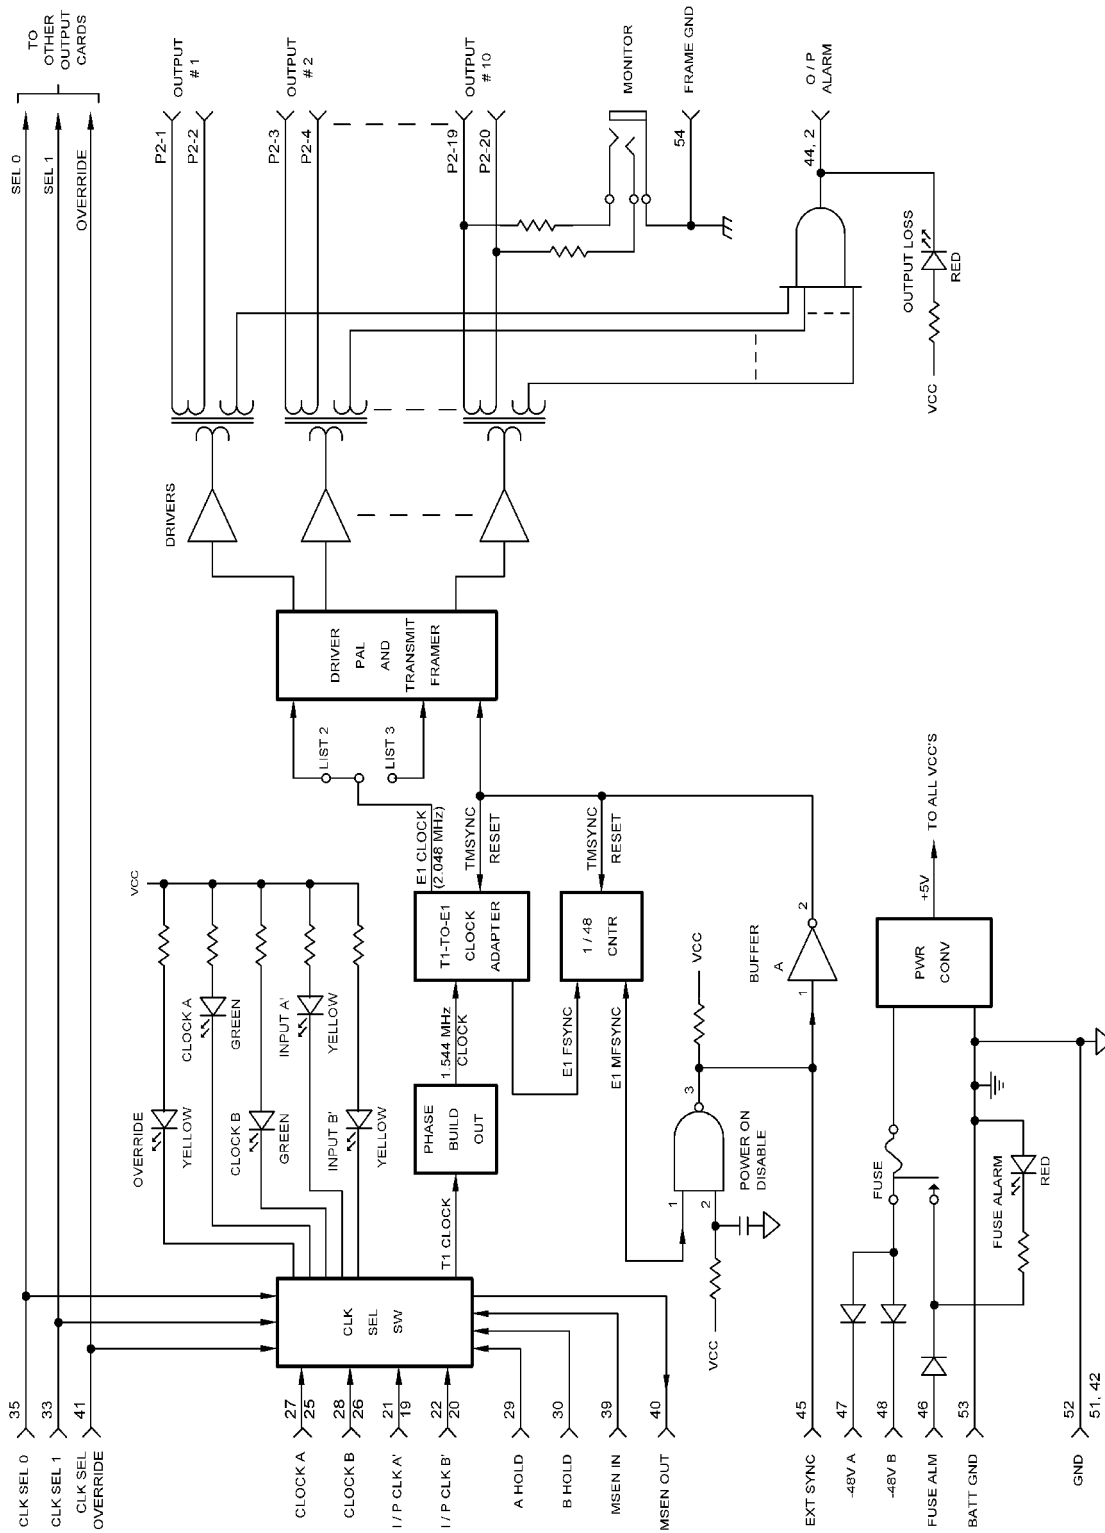 CLK SEL 0
35
CLK SEL 1
33
CLK SEL
OVERRIDE
41
SEL 0
SEL 1
OVERRIDE
TO
OTHER
OUTPUT
CARDS
CLOCK A
27
25
CLOCK B
28
26
I / P CLK A'
21
19
I / P CLK B'
22
20
A HOLD
29
B HOLD
30
MSEN IN
39
MSEN OUT
40
EXT SYNC
45
-48V A
47
-48V B
48
FUSE ALM
46
BATT GND
53
GND
52
51, 42
CLK
SEL
SW
OVERRIDE
YELLOW
CLOCK A
GREEN
CLOCK B
GREEN
INPUT A'
YELLOW
INPUT B'
YELLOW
VCC
T1 CLOCK
PHASE
BUILD
OUT
1.544 MHz
CLOCK
T1-TO-E1
CLOCK
ADAPTER
E1 CLOCK
(2.048 MHz)
LIST 2
LIST 3
TMSYNC
RESET
E1 FSYNC
E1 MFSYNC
1 / 48
CNTR
TMSYNC
RESET
VCC
1
2
3
POWER ON
DISABLE
VCC
BUFFER
A
1
2
FUSE
FUSE ALARM
RED
PWR
CONV
+5V
TO ALL VCC'S
DRIVER
PAL
AND
TRANSMIT
FRAMER
DRIVERS
P2-1
P2-2
OUTPUT
# 1
P2-3
P2-4
OUTPUT
# 2
P2-19
P2-20
OUTPUT
# 10
MONITOR
54
FRAME GND
44, 2
O / P
ALARM
VCC
OUTPUT LOSS
RED